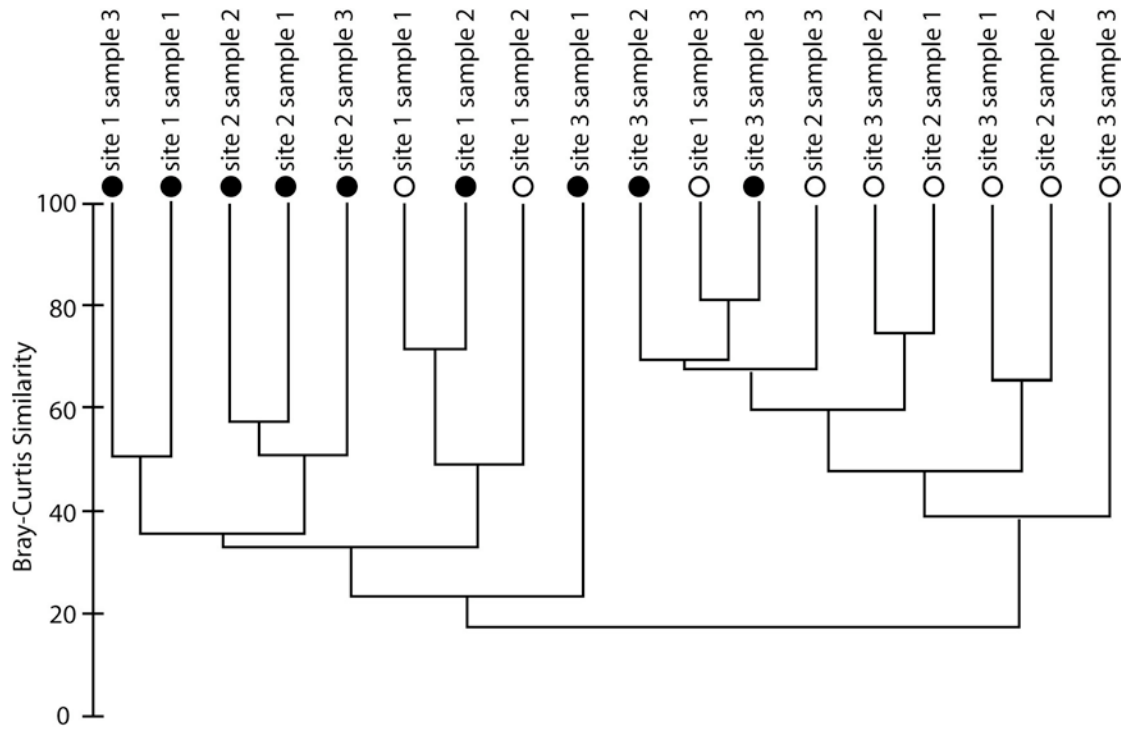 site 1 sample 3
site 1 sample 1
site 2 sample 2
site 2 sample 1
site 2 sample 3
site 1 sample 1
site 1 sample 2
site 1 sample 2
site 3 sample 1
site 3 sample 2
site 1 sample 3
site 3 sample 3
site 2 sample 3
site 3 sample 2
site 2 sample 1
site 3 sample 1
site 2 sample 2
site 3 sample 3
Bray-Curtis Similarity
100
80
60
40
20
0